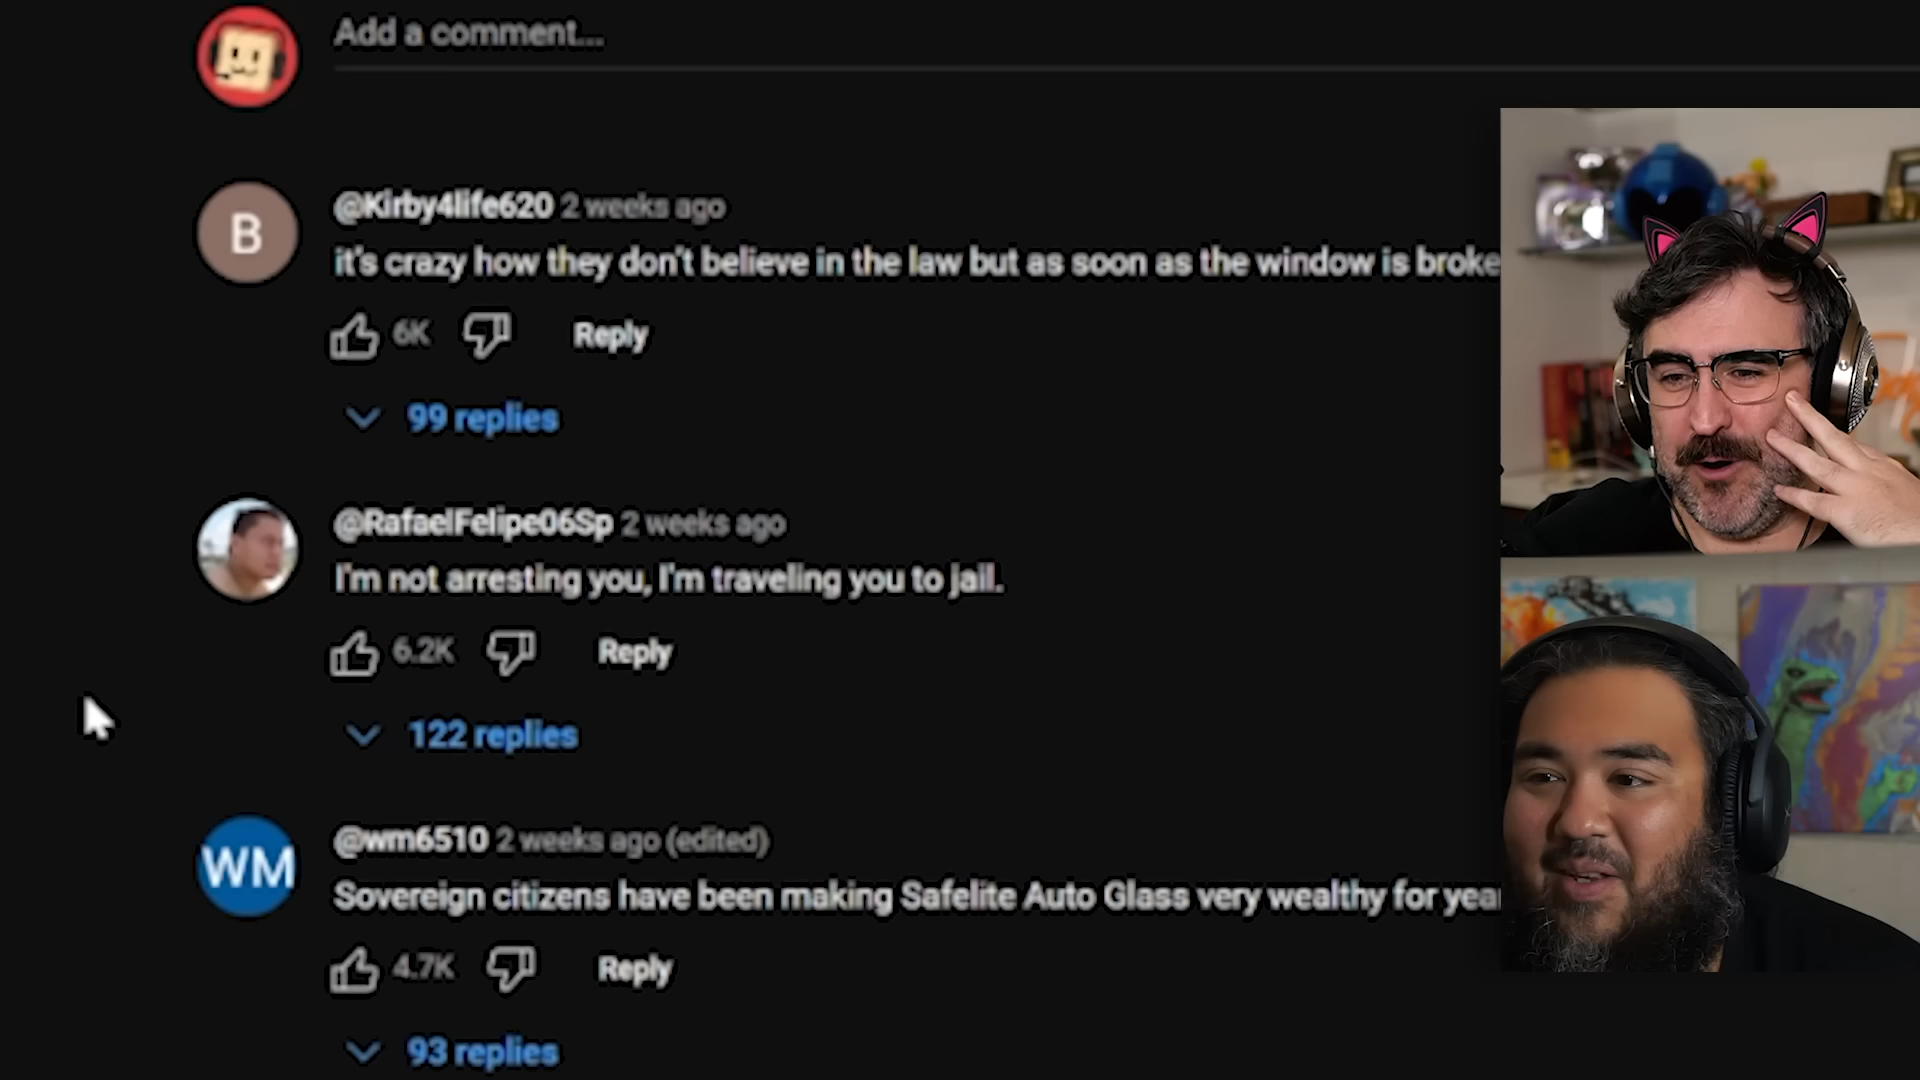 Add a comment...
B
@Kirby4life620 2 weeks ago
it's crazy how they don't believe in the law but as soon as the window is broke
6K
Reply
99 replies
@RafaelFelipe06Sp 2 weeks ago
I'm not arresting you, I'm traveling you to jail.
6.2K
Reply
122 replies
WM
@wm6510 2 weeks ago (edited)
Sovereign citizens have been making Safelite Auto Glass very wealthy for year
4.7K
Reply
93 replies